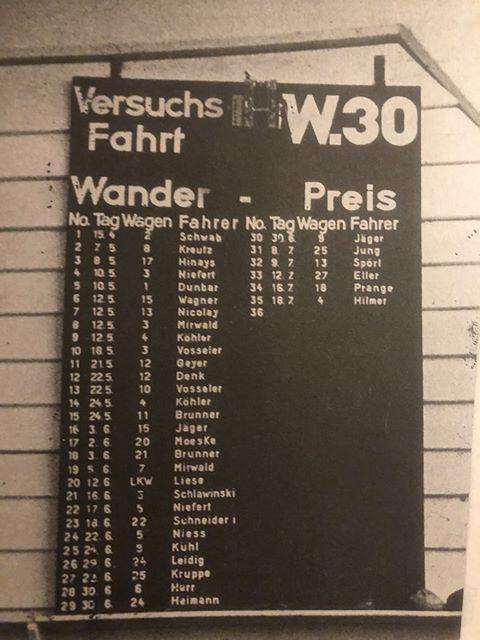 Versuchs W.30
Fahrt
Wander - Preis
No. Tag Wagen Fahrer No. Tag Wagen Fahrer
1 15.4. 2 Schwab 30 30.6. 9 Jäger
2 7.5. 8 Kreutz 31 8.7. 25 Jung
3 8.5. 17 Hinays 32 9.7. 13 Spörl
4 10.5. 3 Niefert 33 12.7. 27 Eller
5 10.5. 1 Dunbar 34 16.7. 18 Prange
6 12.5. 15 Wagner 35 18.7. 4 Hilmer
7 12.5. 13 Nicolay 36
8 12.5. 3 Mirwald
9 12.5. 4 Köhler
10 18.5. 3 Vosseler
11 21.5. 12 Geyer
12 22.5. 12 Denk
13 22.5. 10 Vosseler
14 24.5. 4 Köhler
15 24.5. 11 Brunner
16 3.6. 15 Jäger
17 2.6. 20 Moeske
18 3.6. 21 Brunner
19 5.6. 7 Mirwald
20 12.6. LKW Liese
21 16.6. 3 Schlawinski
22 17.6. 5 Niefert
23 18.6. 22 Schneider I
24 22.6. 5 Niess
25 24.6. 9 Kühl
26 29.6. 24 Leidig
27 6. 25 Kruppe
28 30.6. 6 Herr
29 30.6. 24 Heimann